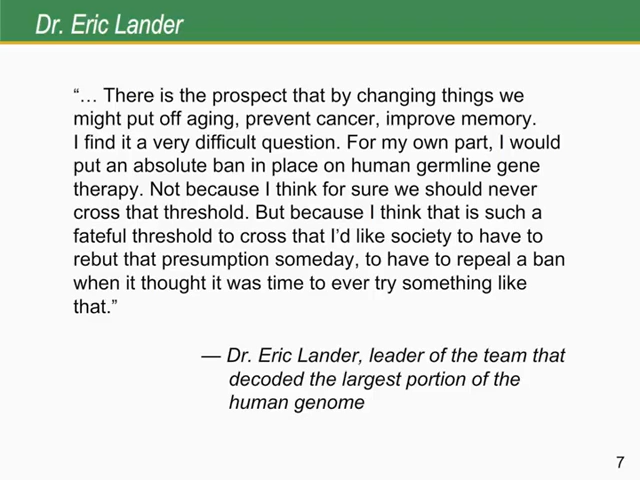 Dr. Eric Lander
“… There is the prospect that by changing things we
might put off aging, prevent cancer, improve memory.
I find it a very difficult question. For my own part, I would
put an absolute ban in place on human germline gene
therapy. Not because I think for sure we should never
cross that threshold. But because I think that is such a
fateful threshold to cross that I’d like society to have to
rebut that presumption someday, to have to repeal a ban
when it thought it was time to ever try something like
that.”
— Dr. Eric Lander, leader of the team that
decoded the largest portion of the
human genome
7